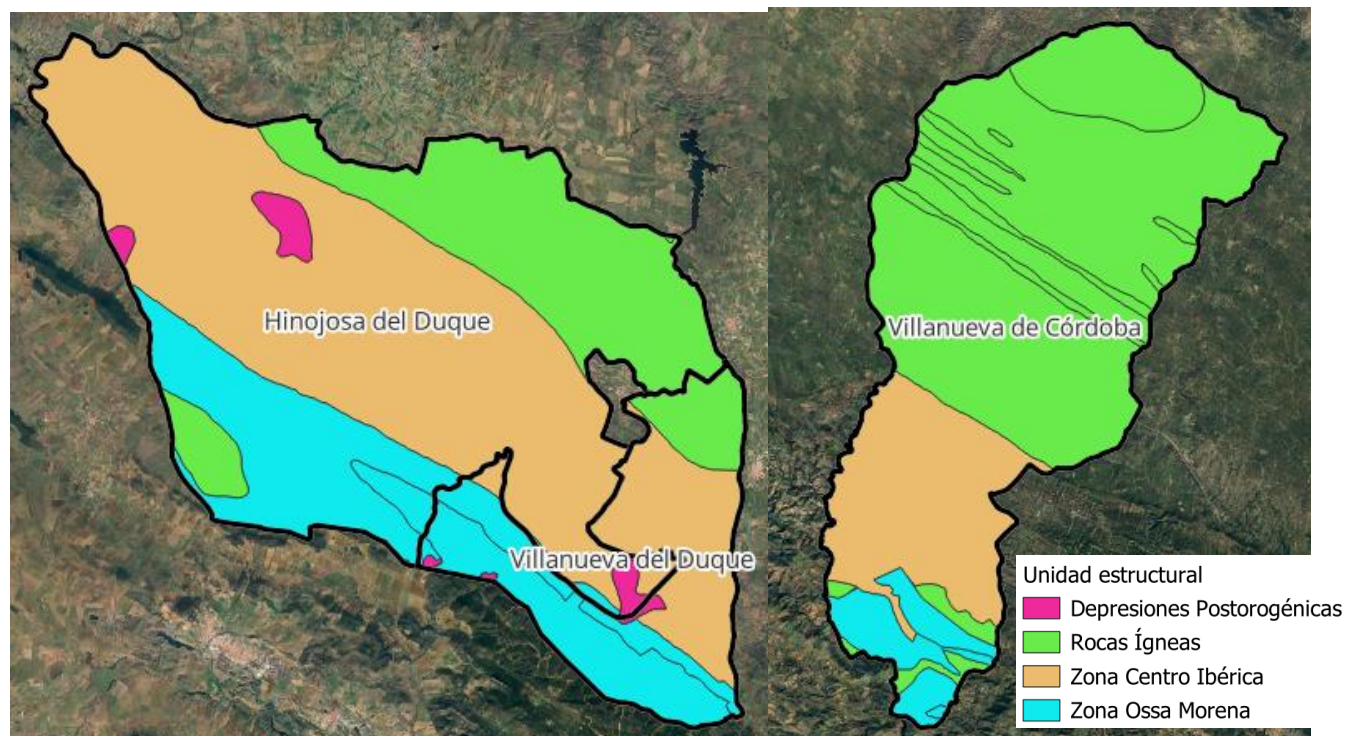 Hinojosa del Duque
Villanueva del Duque
Villanueva de Córdoba
Unidad estructural
Depresiones Postorogénicas
Rocas Ígneas
Zona Centro Ibérica
Zona Ossa Morena